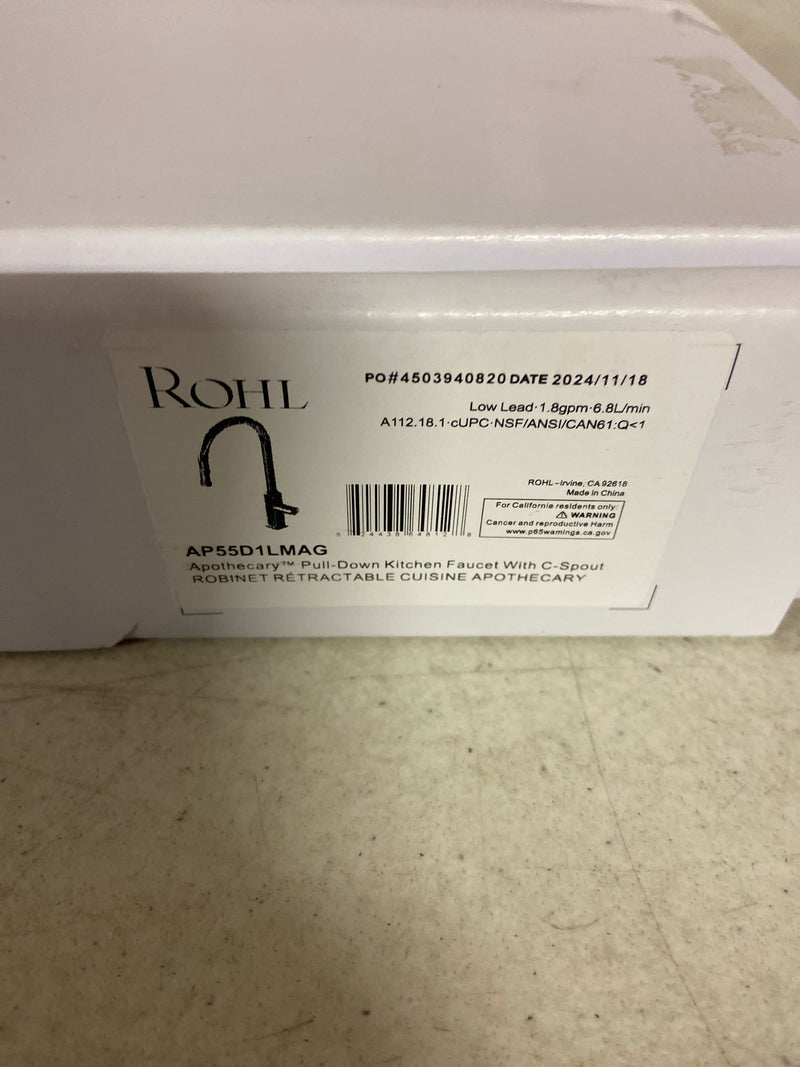 ROHL
PO#4503940820 DATE 2024/11/18
Low Lead·1.8gpm·6.8L/min
A112.18.1·cUPC·NSF/ANSI/CAN61:Q<1
ROHL - Irvine, CA 92618
Made in China
For California residents only:
⚠ WARNING
Cancer and reproductive Harm
www.p65warnings.ca.gov
AP55D1LMAG
Apothecary™ Pull-Down Kitchen Faucet With C-Spout
ROBINET RÉTRACTABLE CUISINE APOTHECARY